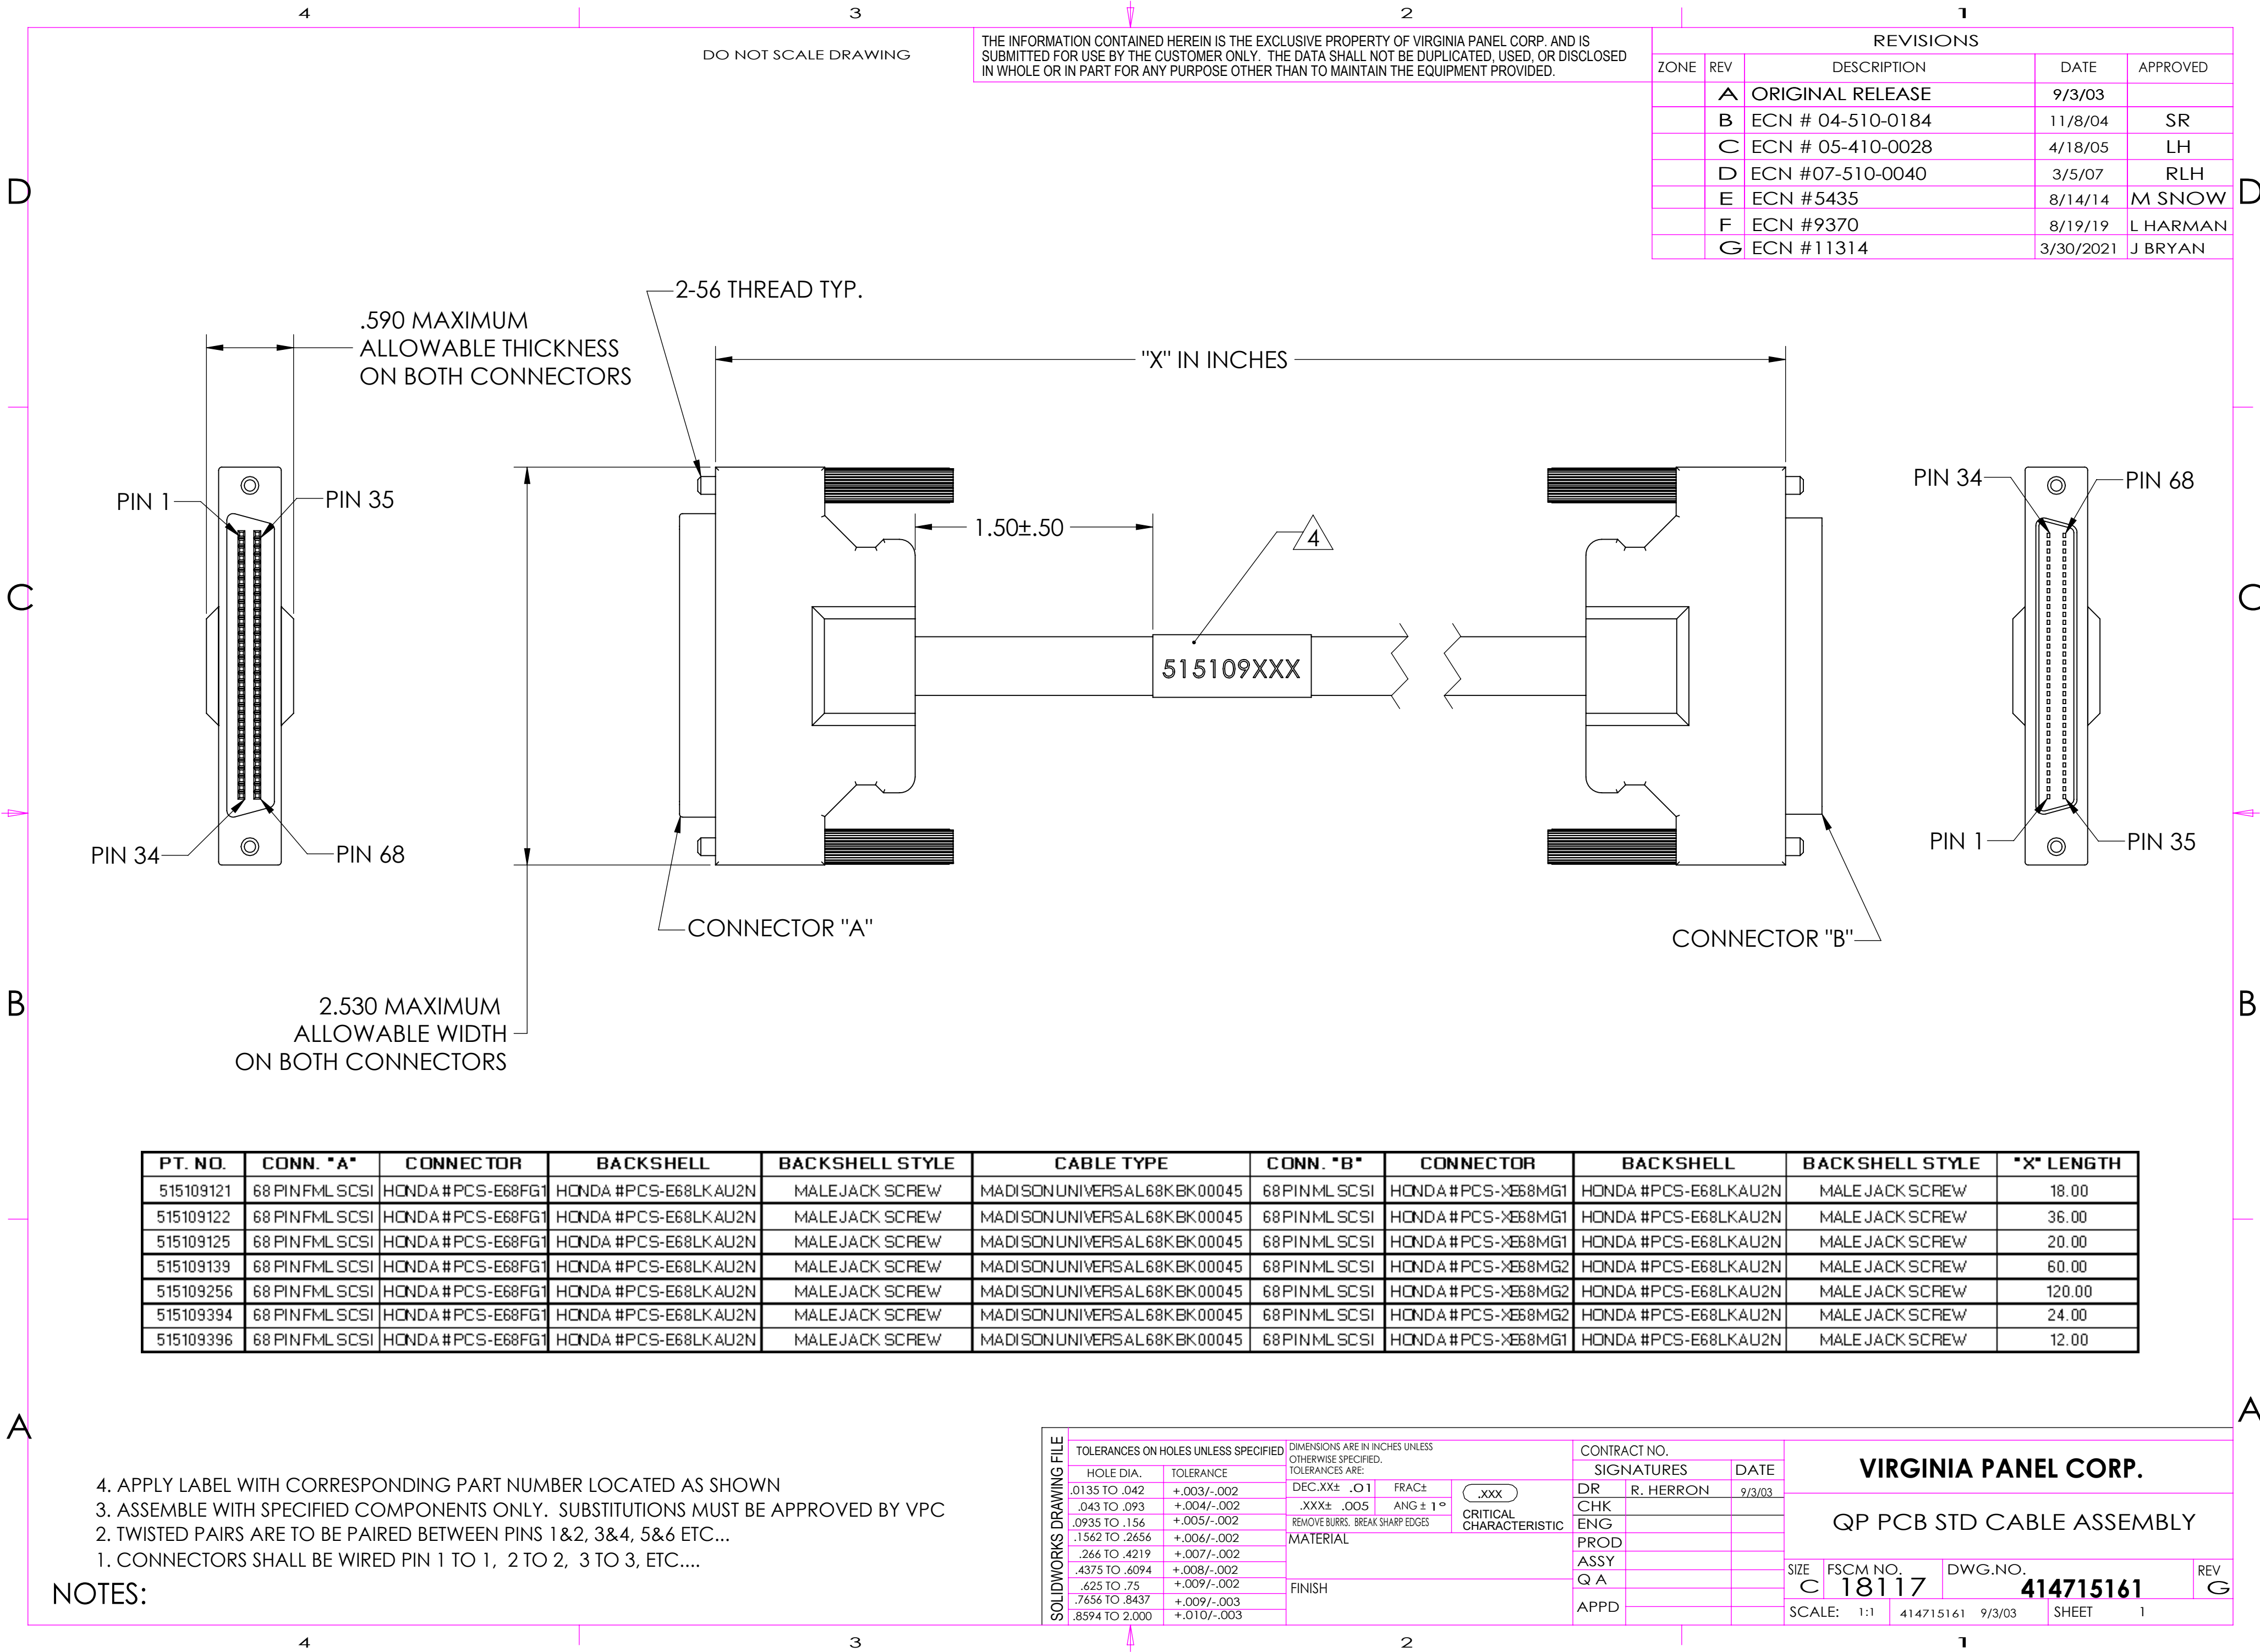 4 3 2 1
DO NOT SCALE DRAWING
THE INFORMATION CONTAINED HEREIN IS THE EXCLUSIVE PROPERTY OF VIRGINIA PANEL CORP. AND IS
SUBMITTED FOR USE BY THE CUSTOMER ONLY. THE DATA SHALL NOT BE DUPLICATED, USED, OR DISCLOSED
IN WHOLE OR IN PART FOR ANY PURPOSE OTHER THAN TO MAINTAIN THE EQUIPMENT PROVIDED.
REVISIONS
ZONE REV DESCRIPTION DATE APPROVED
A ORIGINAL RELEASE 9/3/03
B ECN # 04-510-0184 11/8/04 SR
C ECN # 05-410-0028 4/18/05 LH
D ECN #07-510-0040 3/5/07 RLH
E ECN #5435 8/14/14 M SNOW
F ECN #9370 8/19/19 L HARMAN
G ECN #11314 3/30/2021 J BRYAN
D D
2-56 THREAD TYP.
.590 MAXIMUM
ALLOWABLE THICKNESS
ON BOTH CONNECTORS
"X" IN INCHES
PIN 1 PIN 35
PIN 34 PIN 68
1.50±.50
4
C C
515109XXX
PIN 34 PIN 68
PIN 1 PIN 35
CONNECTOR "A"
CONNECTOR "B"
B B
2.530 MAXIMUM
ALLOWABLE WIDTH
ON BOTH CONNECTORS
PT. NO. CONN. "A" CONNECTOR BACKSHELL BACKSHELL STYLE CABLE TYPE CONN. "B" CONNECTOR BACKSHELL BACKSHELL STYLE "X" LENGTH
515109121 68 PIN FML SCSI HONDA #PCS-E68FG1 HONDA #PCS-E68LKAU2N MALE JACK SCREW MADISON UNIVERSAL 68KBK00045 68 PIN ML SCSI HONDA #PCS-XE68MG1 HONDA #PCS-E68LKAU2N MALE JACK SCREW 18.00
515109122 68 PIN FML SCSI HONDA #PCS-E68FG1 HONDA #PCS-E68LKAU2N MALE JACK SCREW MADISON UNIVERSAL 68KBK00045 68 PIN ML SCSI HONDA #PCS-XE68MG1 HONDA #PCS-E68LKAU2N MALE JACK SCREW 36.00
515109125 68 PIN FML SCSI HONDA #PCS-E68FG1 HONDA #PCS-E68LKAU2N MALE JACK SCREW MADISON UNIVERSAL 68KBK00045 68 PIN ML SCSI HONDA #PCS-XE68MG1 HONDA #PCS-E68LKAU2N MALE JACK SCREW 20.00
515109139 68 PIN FML SCSI HONDA #PCS-E68FG1 HONDA #PCS-E68LKAU2N MALE JACK SCREW MADISON UNIVERSAL 68KBK00045 68 PIN ML SCSI HONDA #PCS-XE68MG2 HONDA #PCS-E68LKAU2N MALE JACK SCREW 60.00
515109256 68 PIN FML SCSI HONDA #PCS-E68FG1 HONDA #PCS-E68LKAU2N MALE JACK SCREW MADISON UNIVERSAL 68KBK00045 68 PIN ML SCSI HONDA #PCS-XE68MG2 HONDA #PCS-E68LKAU2N MALE JACK SCREW 120.00
515109394 68 PIN FML SCSI HONDA #PCS-E68FG1 HONDA #PCS-E68LKAU2N MALE JACK SCREW MADISON UNIVERSAL 68KBK00045 68 PIN ML SCSI HONDA #PCS-XE68MG2 HONDA #PCS-E68LKAU2N MALE JACK SCREW 24.00
515109396 68 PIN FML SCSI HONDA #PCS-E68FG1 HONDA #PCS-E68LKAU2N MALE JACK SCREW MADISON UNIVERSAL 68KBK00045 68 PIN ML SCSI HONDA #PCS-XE68MG1 HONDA #PCS-E68LKAU2N MALE JACK SCREW 12.00
A A
4. APPLY LABEL WITH CORRESPONDING PART NUMBER LOCATED AS SHOWN
3. ASSEMBLE WITH SPECIFIED COMPONENTS ONLY. SUBSTITUTIONS MUST BE APPROVED BY VPC
2. TWISTED PAIRS ARE TO BE PAIRED BETWEEN PINS 1&2, 3&4, 5&6 ETC...
1. CONNECTORS SHALL BE WIRED PIN 1 TO 1, 2 TO 2, 3 TO 3, ETC....
NOTES:
SOLIDWORKS DRAWING FILE
TOLERANCES ON HOLES UNLESS SPECIFIED
HOLE DIA. TOLERANCE
.0135 TO .042 +.003/-.002
.043 TO .093 +.004/-.002
.0935 TO .156 +.005/-.002
.1562 TO .2656 +.006/-.002
.266 TO .4219 +.007/-.002
.4375 TO .6094 +.008/-.002
.625 TO .75 +.009/-.002
.7656 TO .8437 +.009/-.003
.8594 TO 2.000 +.010/-.003
DIMENSIONS ARE IN INCHES UNLESS
OTHERWISE SPECIFIED.
TOLERANCES ARE:
DEC.XX± .01 FRAC±
.XXX± .005 ANG ± 1°
REMOVE BURRS. BREAK SHARP EDGES
.XXX
CRITICAL
CHARACTERISTIC
MATERIAL
FINISH
CONTRACT NO.
SIGNATURES DATE
DR R. HERRON 9/3/03
CHK
ENG
PROD
ASSY
Q A
APPD
VIRGINIA PANEL CORP.
QP PCB STD CABLE ASSEMBLY
SIZE FSCM NO. DWG.NO. REV
C 18117 414715161 G
SCALE: 1:1 414715161 9/3/03 SHEET 1
4 3 2 1